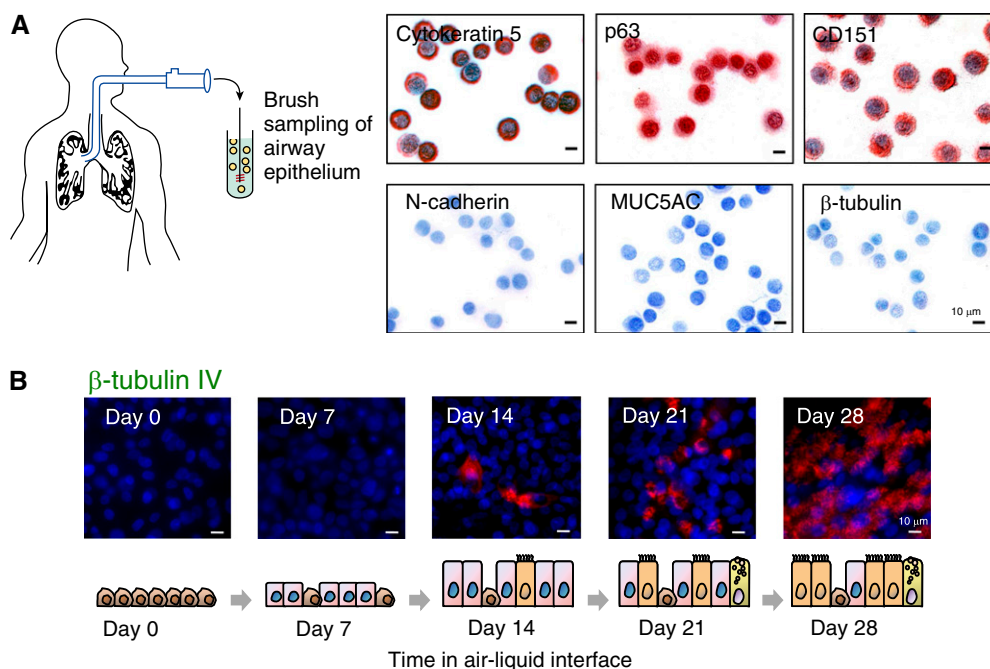 A
Brush
sampling of
airway
epithelium
Cytokeratin 5
p63
CD151
N-cadherin
MUC5AC
β-tubulin
10 μm
B
β-tubulin IV
Day 0
Day 7
Day 14
Day 21
Day 28
10 μm
Day 0
Day 7
Day 14
Day 21
Day 28
Time in air-liquid interface